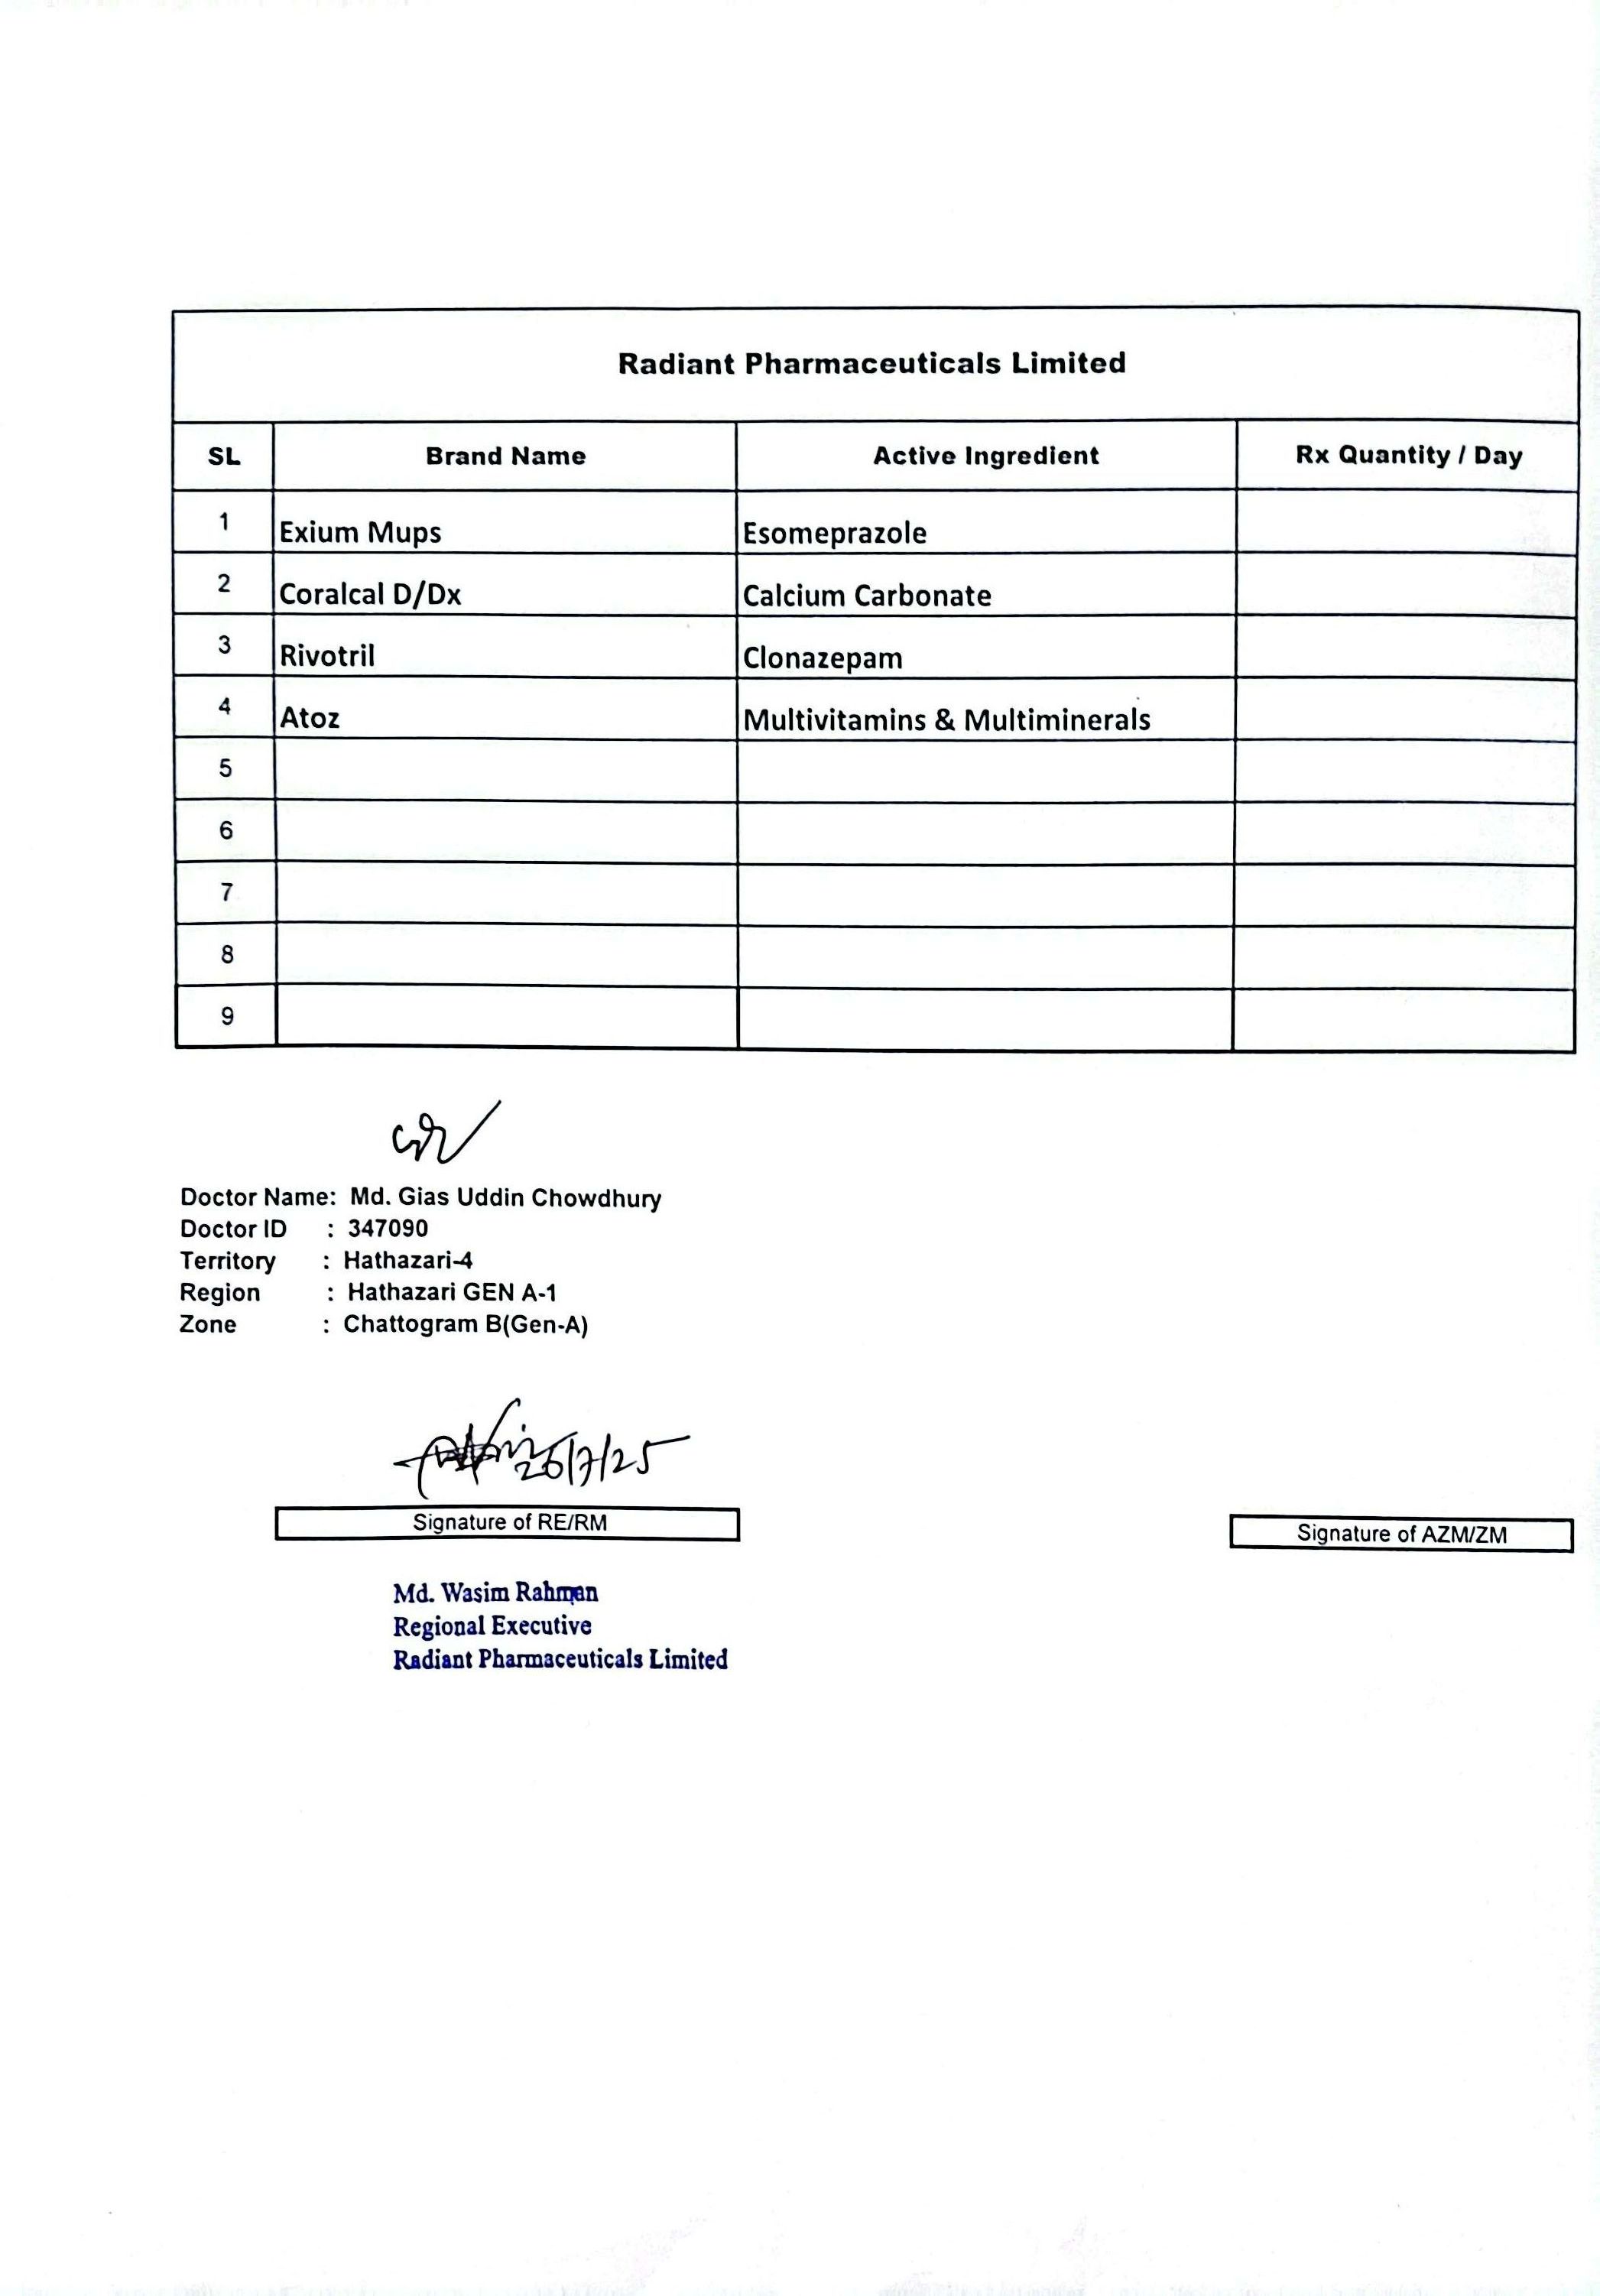 Radiant Pharmaceuticals Limited
SL Brand Name Active Ingredient Rx Quantity / Day
1 Exium Mups Esomeprazole
2 Coralcal D/Dx Calcium Carbonate
3 Rivotril Clonazepam
4 Atoz Multivitamins & Multiminerals
5
6
7
8
9
Doctor Name: Md. Gias Uddin Chowdhury
Doctor ID : 347090
Territory : Hathazari-4
Region : Hathazari GEN A-1
Zone : Chattogram B(Gen-A)
26/7/25
Signature of RE/RM
Signature of AZM/ZM
Md. Wasim Rahman
Regional Executive
Radiant Pharmaceuticals Limited